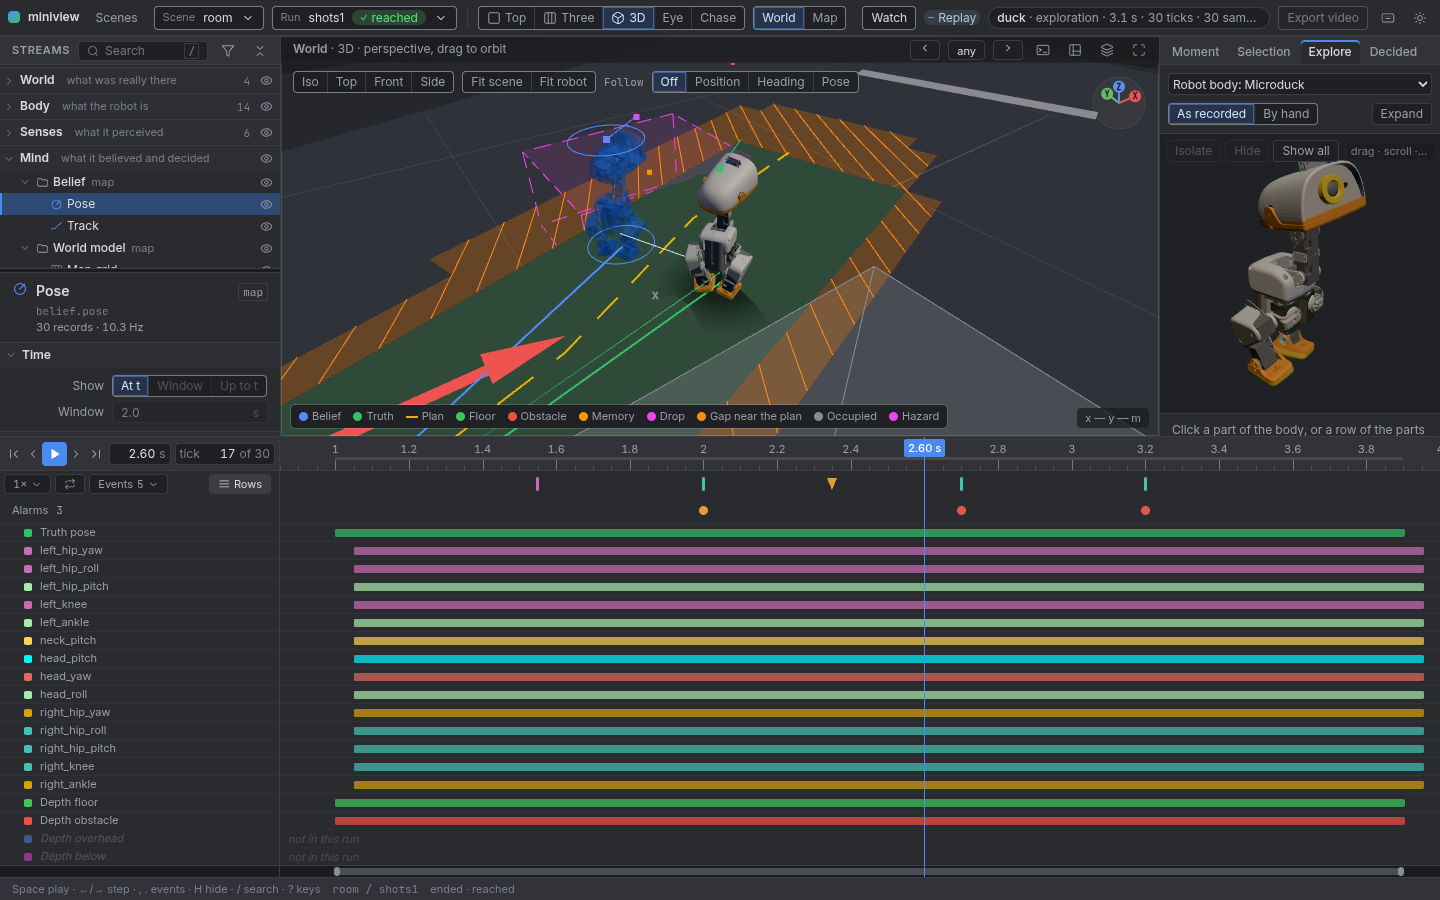 miniview Scenes Scene room Run shots1 ✓ reached Top Three 3D Eye Chase World Map Watch Replay duck · exploration · 3.1 s · 30 ticks · 30 sam... Export video
STREAMS Search /
World what was really there 4
Body what the robot is 14
Senses what it perceived 6
Mind what it believed and decided
Belief map
Pose
Track
World model map
Pose map
belief.pose
30 records · 10.3 Hz
Time
Show At t Window Up to t
Window 2.0 s
World · 3D · perspective, drag to orbit any
Iso Top Front Side Fit scene Fit robot Follow Off Position Heading Pose
Y Z X
x
Belief Truth Plan Floor Obstacle Memory Drop Gap near the plan Occupied Hazard
x — y — m
Moment Selection Explore Decided
Robot body: Microduck
As recorded By hand Expand
Isolate Hide Show all drag · scroll ·...
Click a part of the body, or a row of the parts
2.60 s tick 17 of 30
1 1.2 1.4 1.6 1.8 2 2.2 2.4 2.60 s 2.8 3 3.2 3.4 3.6 3.8
1× Events 5 Rows
Alarms 3
Truth pose
left_hip_yaw
left_hip_roll
left_hip_pitch
left_knee
left_ankle
neck_pitch
head_pitch
head_yaw
head_roll
right_hip_yaw
right_hip_roll
right_hip_pitch
right_knee
right_ankle
Depth floor
Depth obstacle
Depth overhead not in this run
Depth below not in this run
Space play · ←/→ step · , . events · H hide · / search · ? keys room / shots1 ended · reached